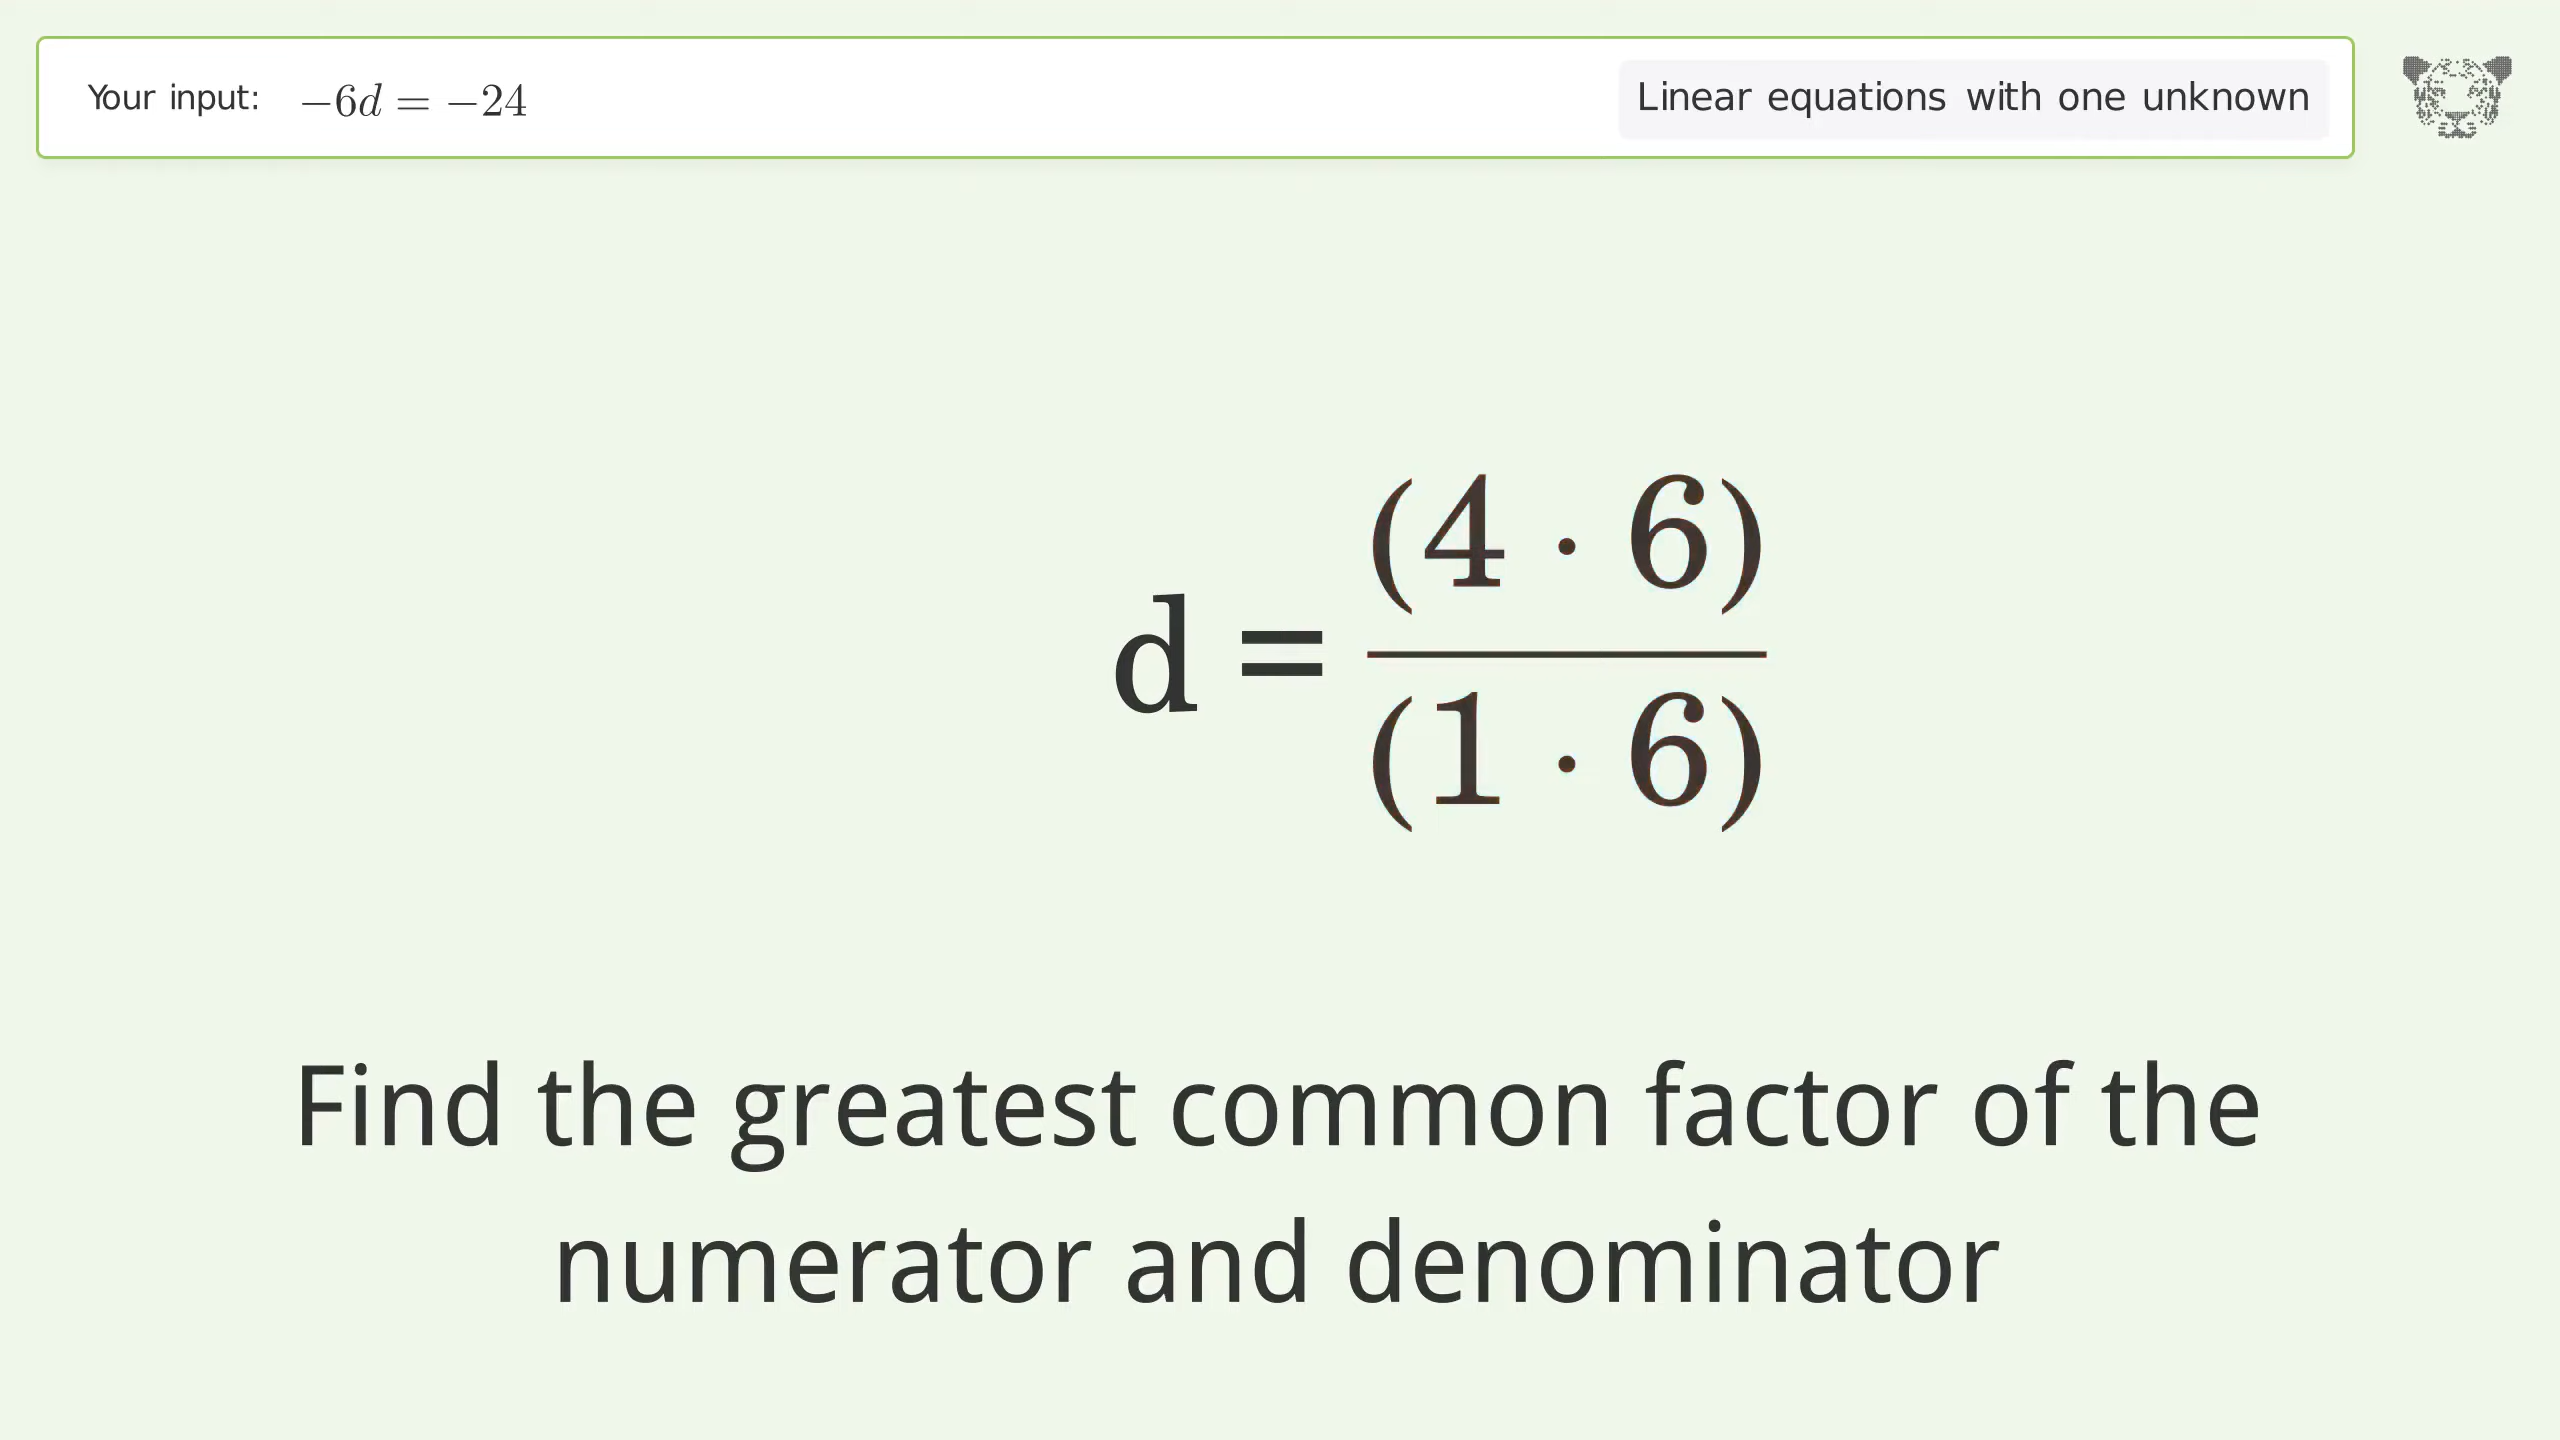 Your input: −6d = −24
Linear equations with one unknown
(4 · 6)
d =
(1 · 6)
Find the greatest common factor of the
numerator and denominator